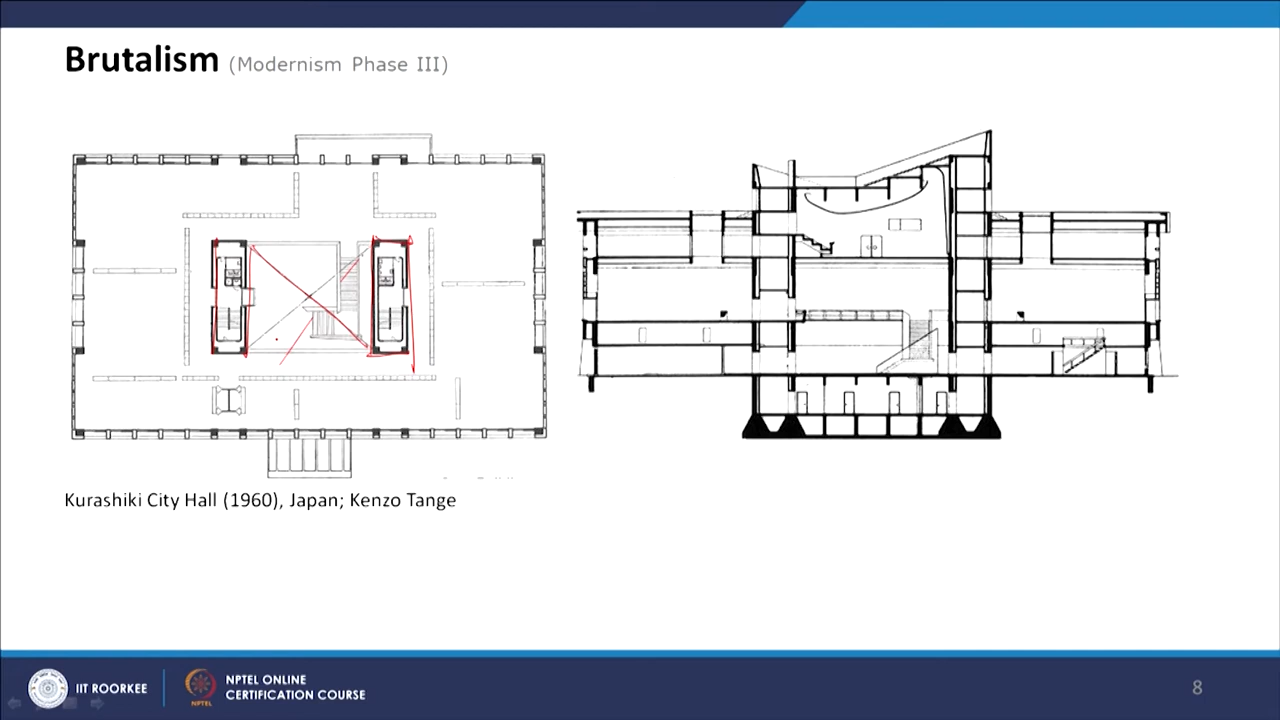 Brutalism (Modernism Phase III)
Kurashiki City Hall (1960), Japan; Kenzo Tange
IIT ROORKEE
NPTEL ONLINE
CERTIFICATION COURSE
NPTEL
8